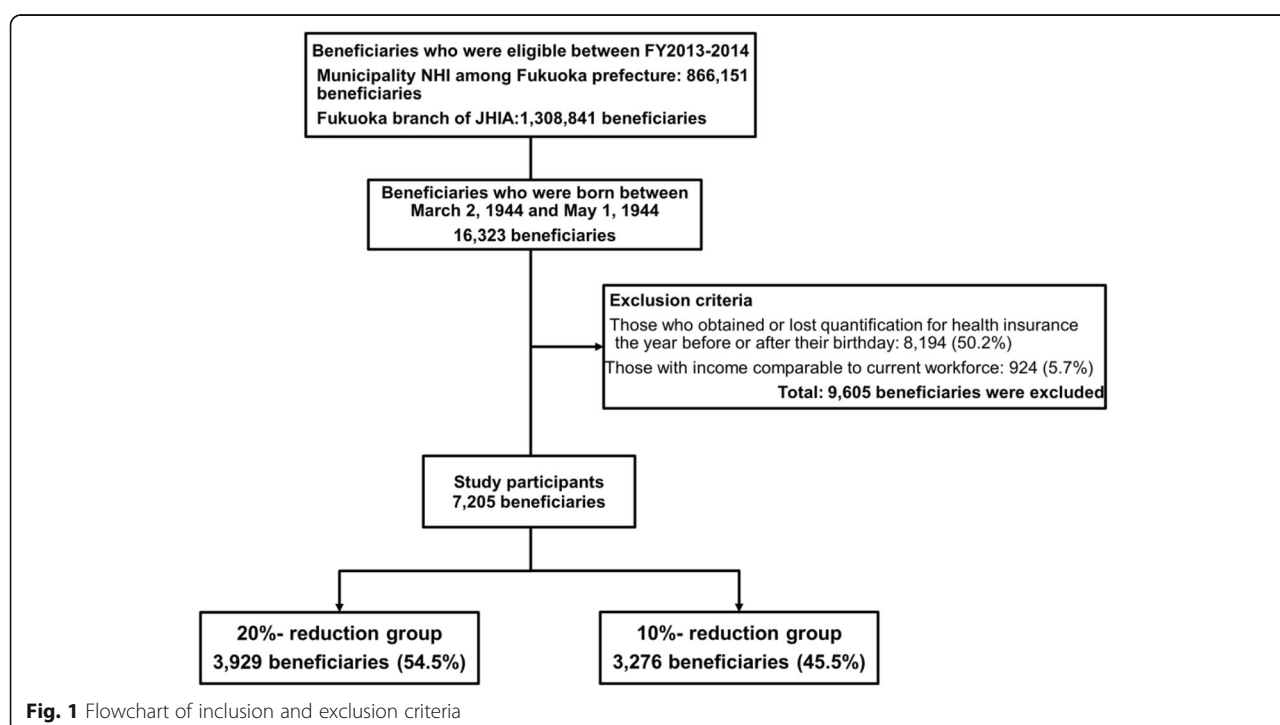 Beneficiaries who were eligible between FY2013-2014
Municipality NHI among Fukuoka prefecture: 866,151
beneficiaries
Fukuoka branch of JHIA:1,308,841 beneficiaries
Beneficiaries who were born between
March 2, 1944 and May 1, 1944
16,323 beneficiaries
Exclusion criteria
Those who obtained or lost quantification for health insurance
the year before or after their birthday: 8,194 (50.2%)
Those with income comparable to current workforce: 924 (5.7%)
Total: 9,605 beneficiaries were excluded
Study participants
7,205 beneficiaries
20%- reduction group
3,929 beneficiaries (54.5%)
10%- reduction group
3,276 beneficiaries (45.5%)
Fig. 1 Flowchart of inclusion and exclusion criteria